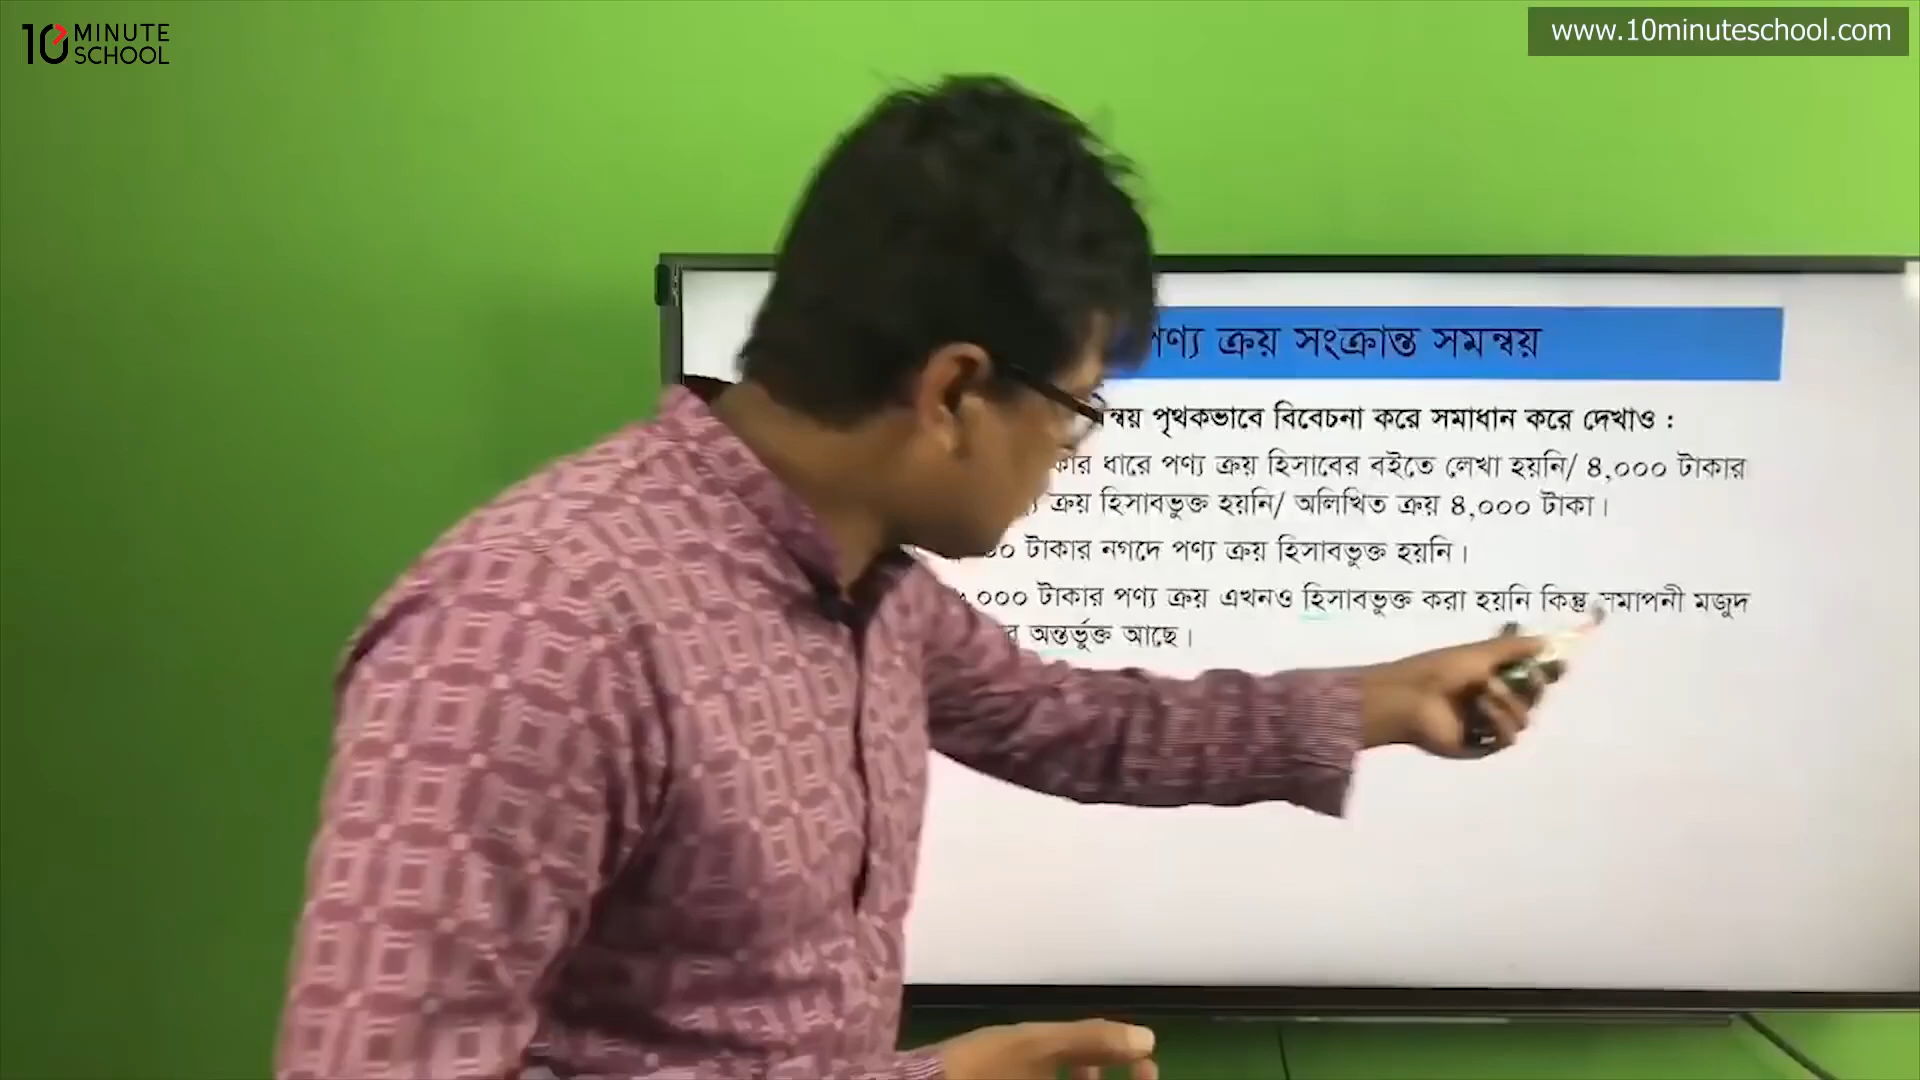 10 MINUTE SCHOOL
www.10minuteschool.com
পণ্য ক্রয় সংক্রান্ত সমন্বয়
পৃথকভাবে বিবেচনা করে সমাধান করে দেখাও :
ধারে পণ্য ক্রয় হিসাবের বইতে লেখা হয়নি/ ৪,০০০ টাকার
ক্রয় হিসাবভুক্ত হয়নি/ অলিখিত ক্রয় ৪,০০০ টাকা।
টাকার নগদে পণ্য ক্রয় হিসাবভুক্ত হয়নি।
টাকার পণ্য ক্রয় এখনও হিসাবভুক্ত করা হয়নি কিন্তু সমাপনী মজুদ
অন্তর্ভুক্ত আছে।